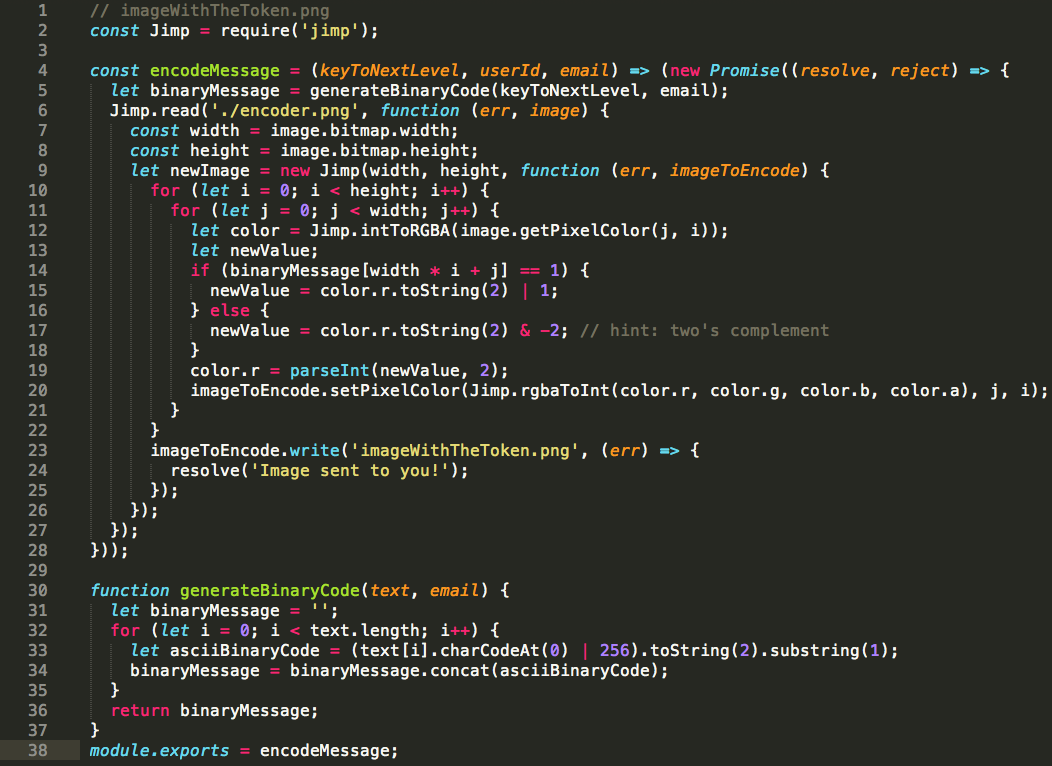 1 // imageWithTheToken.png
2 const Jimp = require('jimp');
3
4 const encodeMessage = (keyToNextLevel, userId, email) => (new Promise((resolve, reject) => {
5 let binaryMessage = generateBinaryCode(keyToNextLevel, email);
6 Jimp.read('./encoder.png', function (err, image) {
7 const width = image.bitmap.width;
8 const height = image.bitmap.height;
9 let newImage = new Jimp(width, height, function (err, imageToEncode) {
10 for (let i = 0; i < height; i++) {
11 for (let j = 0; j < width; j++) {
12 let color = Jimp.intToRGBA(image.getPixelColor(j, i));
13 let newValue;
14 if (binaryMessage[width * i + j] == 1) {
15 newValue = color.r.toString(2) | 1;
16 } else {
17 newValue = color.r.toString(2) & -2; // hint: two's complement
18 }
19 color.r = parseInt(newValue, 2);
20 imageToEncode.setPixelColor(Jimp.rgbaToInt(color.r, color.g, color.b, color.a), j, i);
21 }
22 }
23 imageToEncode.write('imageWithTheToken.png', (err) => {
24 resolve('Image sent to you!');
25 });
26 });
27 });
28 }));
29
30 function generateBinaryCode(text, email) {
31 let binaryMessage = '';
32 for (let i = 0; i < text.length; i++) {
33 let asciiBinaryCode = (text[i].charCodeAt(0) | 256).toString(2).substring(1);
34 binaryMessage = binaryMessage.concat(asciiBinaryCode);
35 }
36 return binaryMessage;
37 }
38 module.exports = encodeMessage;